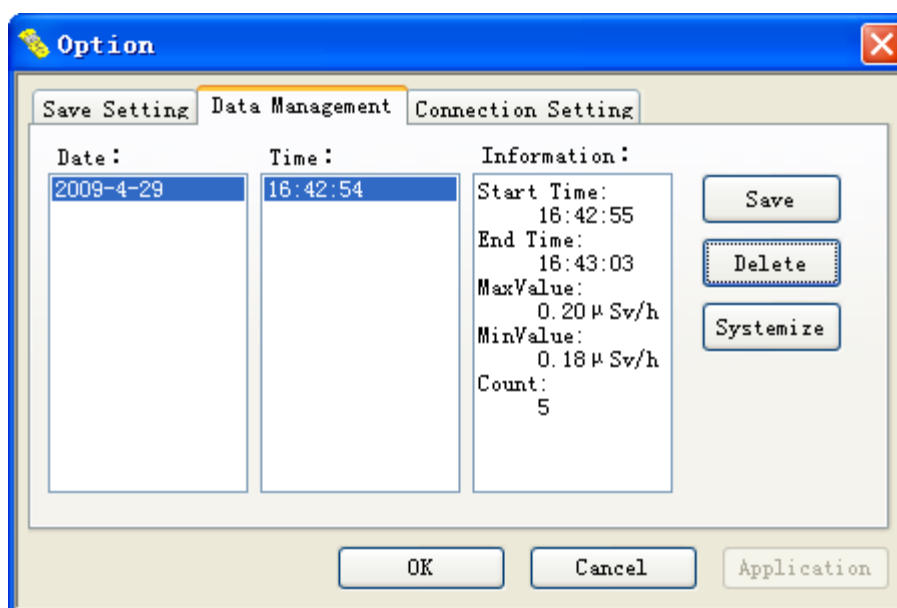 Option
Save Setting
Data Management
Connection Setting
Date：
Time：
Information：
2009-4-29
16:42:54
Start Time:
16:42:55
End Time:
16:43:03
MaxValue:
0.20μSv/h
MinValue:
0.18μSv/h
Count:
5
Save
Delete
Systemize
OK
Cancel
Application